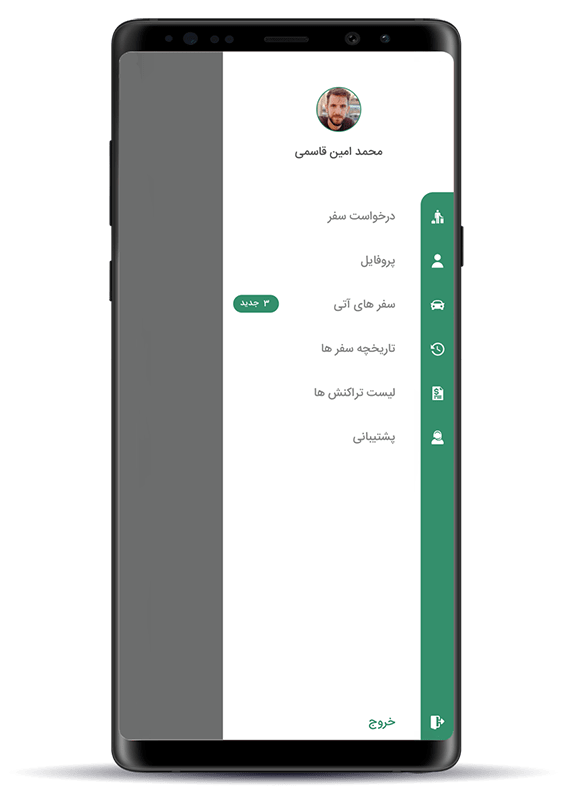 محمد امین قاسمی
درخواست سفر
پروفایل
سفر های آتی
۳ جدید
تاریخچه سفر ها
لیست تراکنش ها
پشتیبانی
خروج